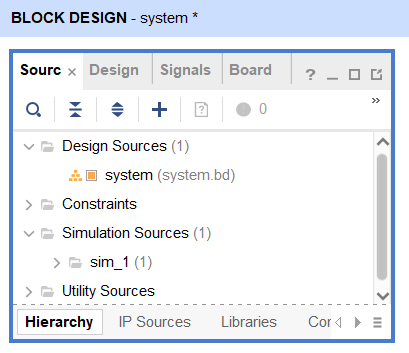 BLOCK DESIGN - system *
Sourc × Design Signals Board ? _
0 »
Design Sources (1)
system (system.bd)
Constraints
Simulation Sources (1)
sim_1 (1)
Utility Sources
Hierarchy IP Sources Libraries Cor